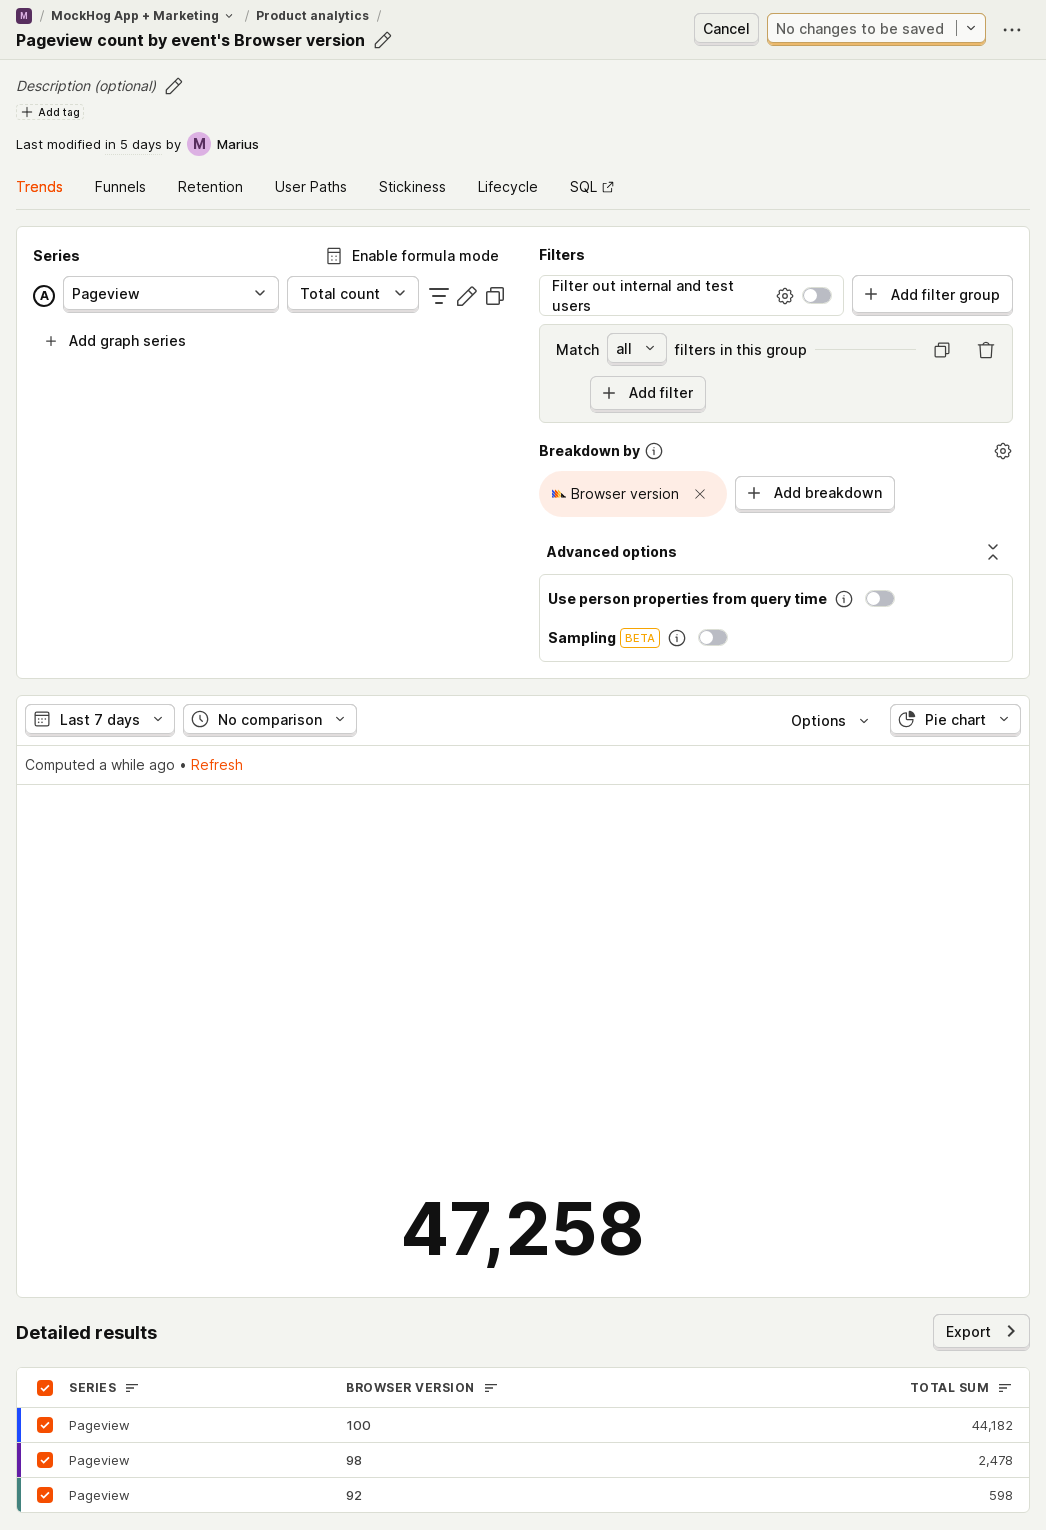 M / MockHog App + Marketing / Product analytics /
Pageview count by event's Browser version
Cancel
No changes to be saved
Description (optional)
Add tag
Last modified in 5 days by M Marius
Trends
Funnels
Retention
User Paths
Stickiness
Lifecycle
SQL
Series
Enable formula mode
A
Pageview
Total count
Add graph series
Filters
Filter out internal and test
users
Add filter group
Match all filters in this group
Add filter
Breakdown by
Browser version
Add breakdown
Advanced options
Use person properties from query time
Sampling BETA
Last 7 days
No comparison
Options
Pie chart
Computed a while ago • Refresh
47,258
Detailed results
Export
SERIES BROWSER VERSION TOTAL SUM
Pageview 100 44,182
Pageview 98 2,478
Pageview 92 598